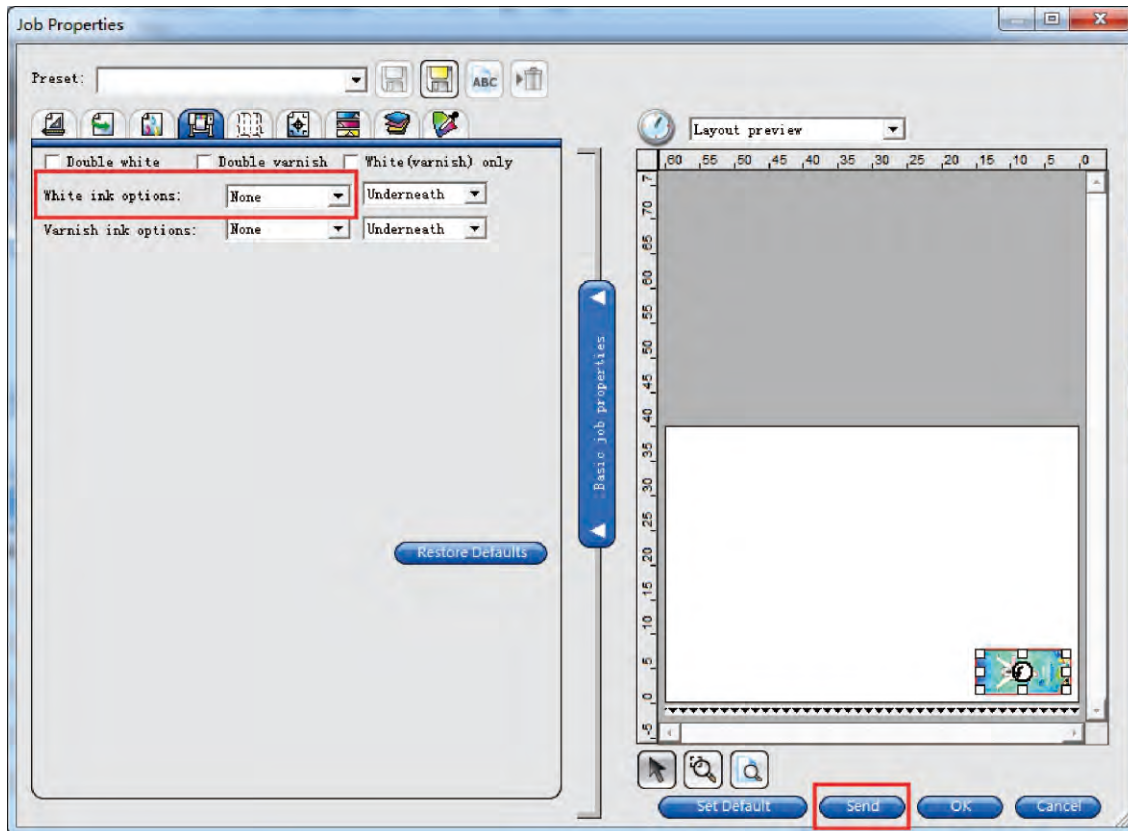 Job Properties
Preset:
ABC
Double white Double varnish White(varnish) only
White ink options: None Underneath
Varnish ink options: None Underneath
Restore Defaults
Basic job properties
Layout preview
60 55 50 45 40 35 30 25 20 15 10 5 0
70
65
60
55
50
45
40
35
30
25
20
15
10
5
0
-5
Set Default Send OK Cancel